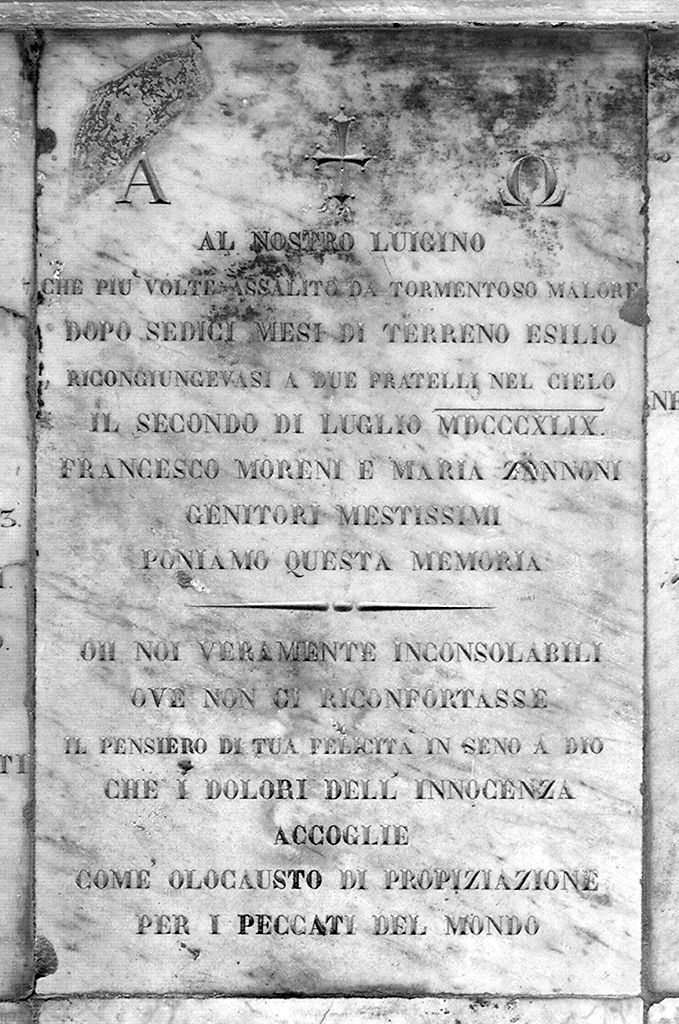 Α Ω
AL NOSTRO LUIGINO
CHE PIÙ VOLTE ASSALITO DA TORMENTOSO MALORE
DOPO SEDICI MESI DI TERRENO ESILIO
RICONGIUNGEVASI A DUE FRATELLI NEL CIELO
IL SECONDO DI LUGLIO MDCCCXLIX.
FRANCESCO MORENI E MARIA ZANNONI
GENITORI MESTISSIMI
PONIAMO QUESTA MEMORIA
OH NOI VERAMENTE INCONSOLABILI
OVE NON CI RICONFORTASSE
IL PENSIERO DI TUA FELICITÀ IN SENO A DIO
CHE I DOLORI DELL'INNOCENZA
ACCOGLIE
COME OLOCAUSTO DI PROPIZIAZIONE
PER I PECCATI DEL MONDO